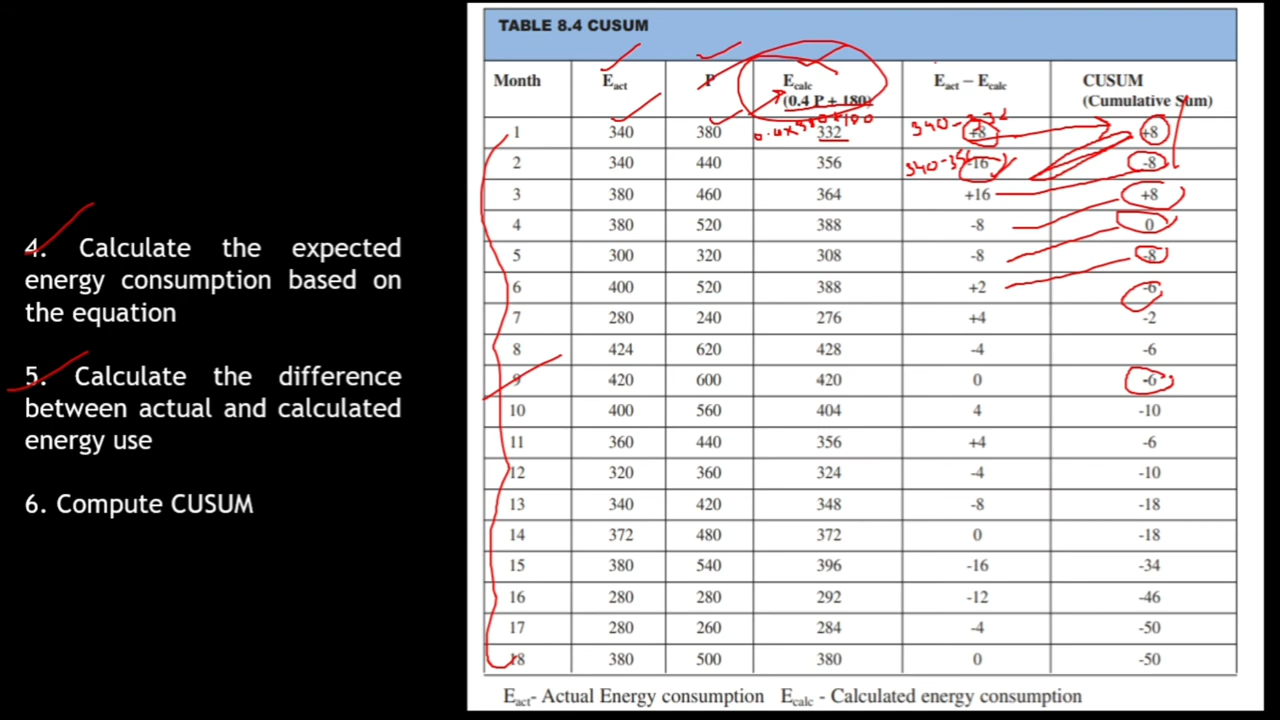 4. Calculate the expected
energy consumption based on
the equation
5. Calculate the difference
between actual and calculated
energy use
6. Compute CUSUM
TABLE 8.4 CUSUM
Month Eact P Ecalc (0.4 P + 180) Eact – Ecalc CUSUM (Cumulative Sum)
0.4x380+180
340-332
1 340 380 332 +8 +8
340-356
2 340 440 356 -16 -8
3 380 460 364 +16 +8
4 380 520 388 -8 0
5 300 320 308 -8 -8
6 400 520 388 +2 -6
7 280 240 276 +4 -2
8 424 620 428 -4 -6
9 420 600 420 0 -6
10 400 560 404 4 -10
11 360 440 356 +4 -6
12 320 360 324 -4 -10
13 340 420 348 -8 -18
14 372 480 372 0 -18
15 380 540 396 -16 -34
16 280 280 292 -12 -46
17 280 260 284 -4 -50
18 380 500 380 0 -50
Eact- Actual Energy consumption Ecalc - Calculated energy consumption